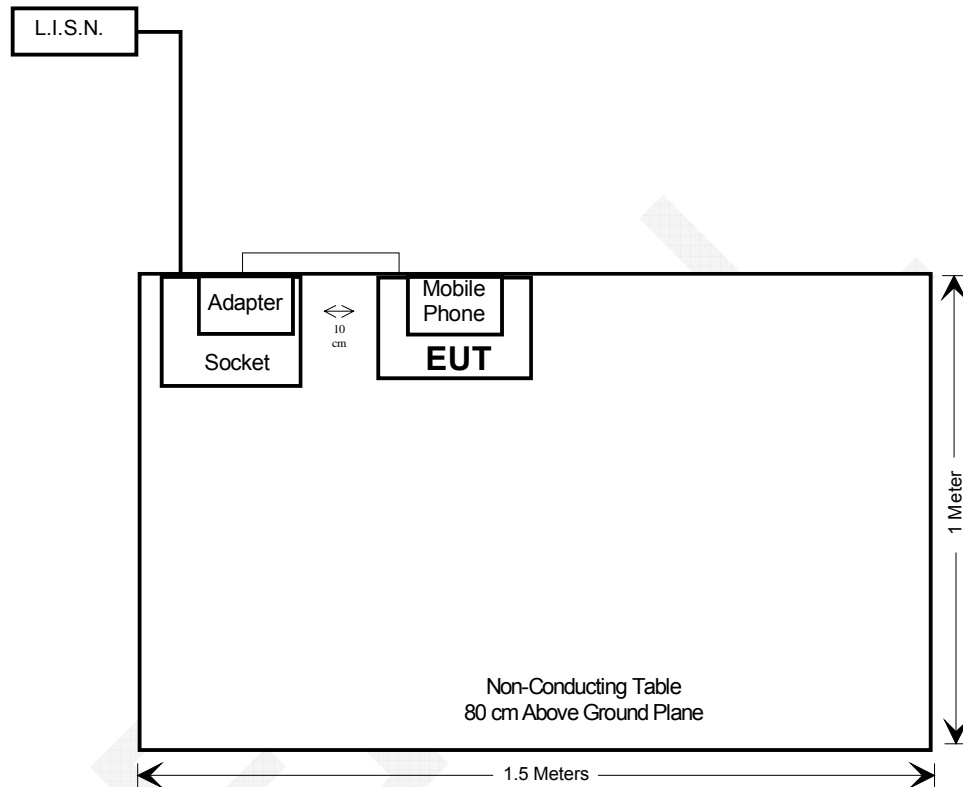 L.I.S.N.
Adapter
Socket
10
cm
Mobile
Phone
EUT
1 Meter
Non-Conducting Table
80 cm Above Ground Plane
1.5 Meters